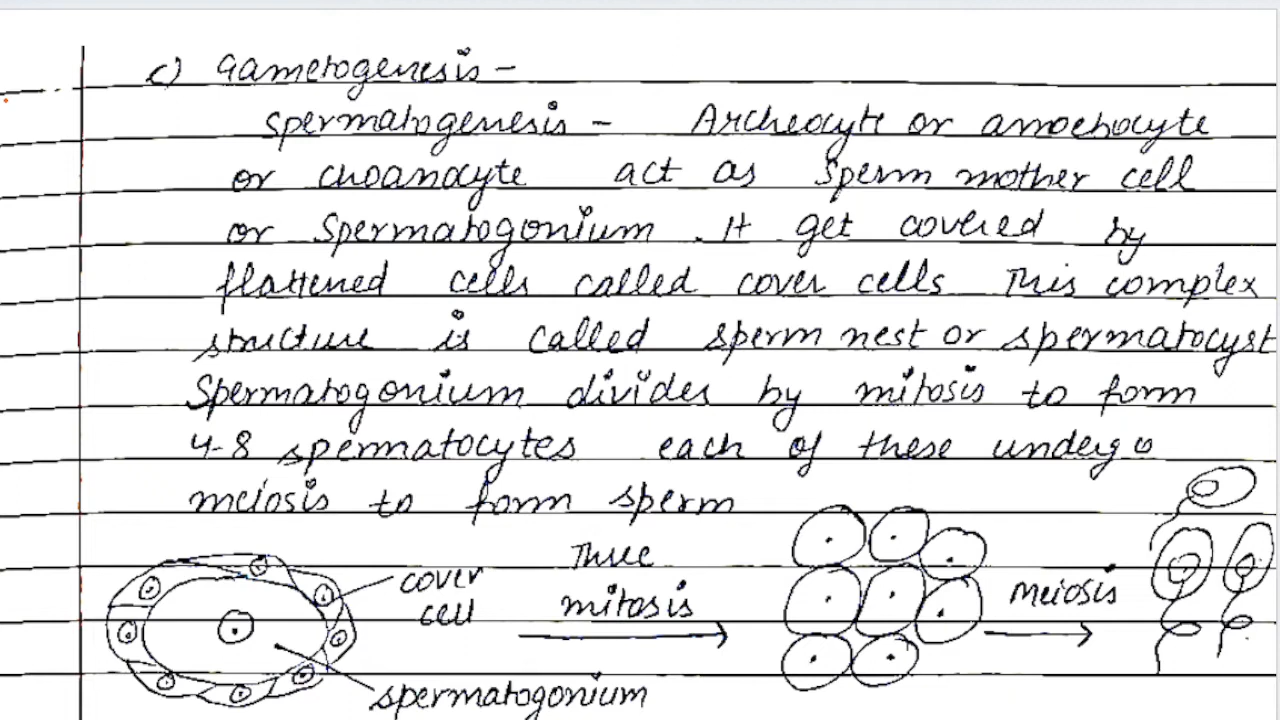 c) Gametogenesis -
spermatogenesis - Archeocyte or amoebocyte
or choanocyte act as sperm mother cell
or spermatogonium. It get covered by
flattened cells called cover cells This complex
structure is called sperm nest or spermatocyst
Spermatogonium divides by mitosis to form
4-8 spermatocytes each of these undergo
meiosis to form sperm
cover
cell
Three
mitosis
meiosis
spermatogonium